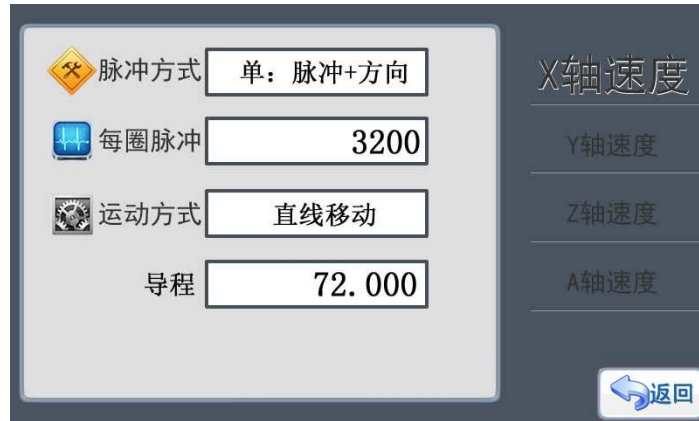 脉冲方式 单：脉冲+方向
每圈脉冲 3200
运动方式 直线移动
导程 72.000
X轴速度
Y轴速度
Z轴速度
A轴速度
返回